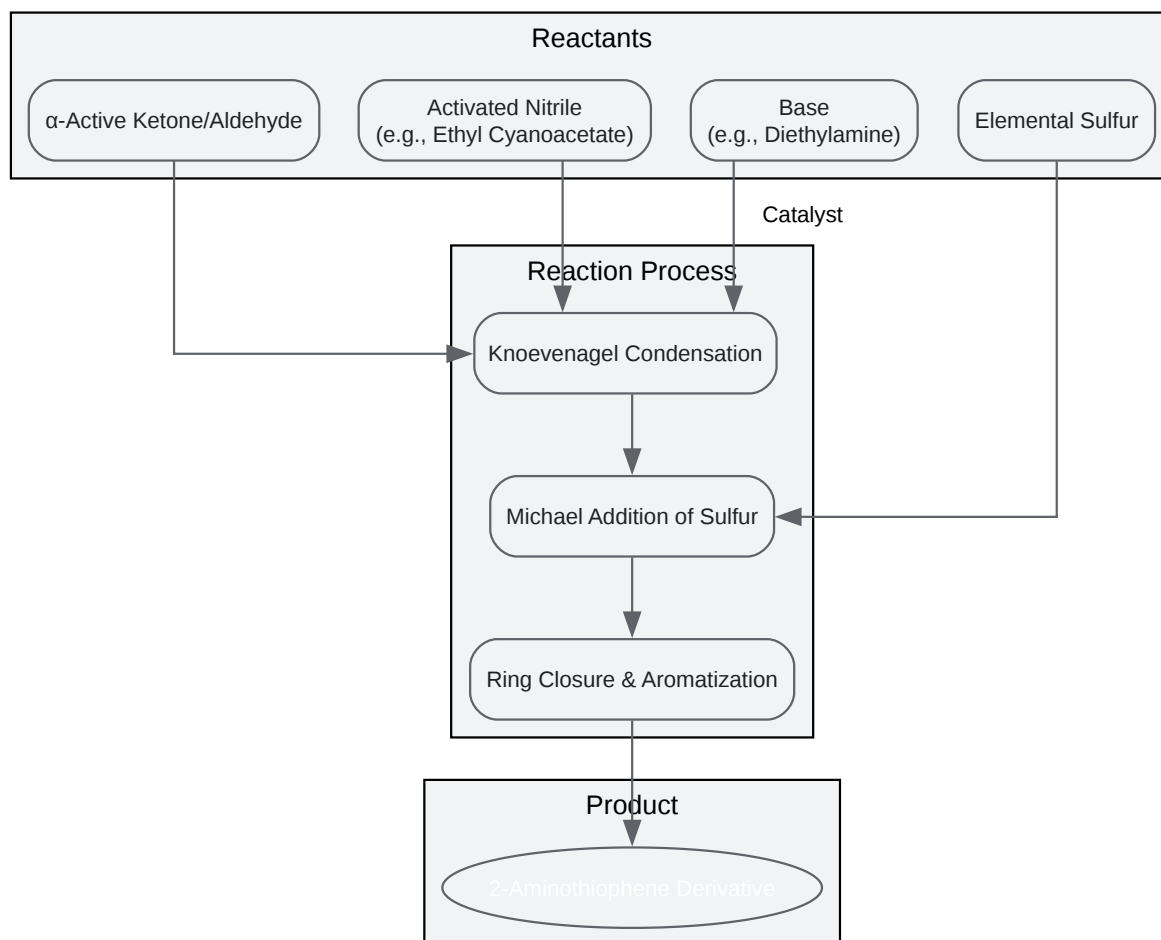 Reactants
α-Active Ketone/Aldehyde
Activated Nitrile
(e.g., Ethyl Cyanoacetate)
Base
(e.g., Diethylamine)
Elemental Sulfur
Catalyst
Reaction Process
Knoevenagel Condensation
Michael Addition of Sulfur
Ring Closure & Aromatization
Product
2-Aminothiophene Derivative